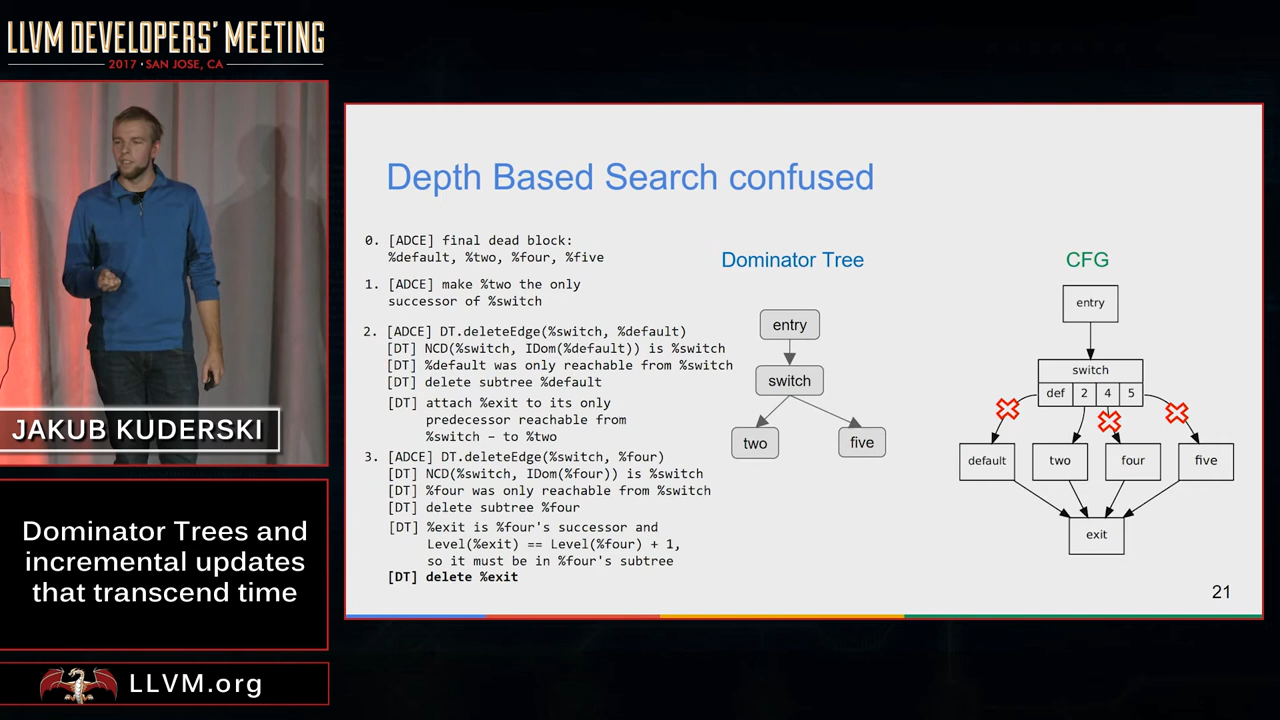 LLVM DEVELOPERS' MEETING
2017 · SAN JOSE, CA
JAKUB KUDERSKI
Dominator Trees and
incremental updates
that transcend time
LLVM.org
Depth Based Search confused
0. [ADCE] final dead block:
%default, %two, %four, %five
1. [ADCE] make %two the only
successor of %switch
2. [ADCE] DT.deleteEdge(%switch, %default)
[DT] NCD(%switch, IDom(%default)) is %switch
[DT] %default was only reachable from %switch
[DT] delete subtree %default
[DT] attach %exit to its only
predecessor reachable from
%switch – to %two
3. [ADCE] DT.deleteEdge(%switch, %four)
[DT] NCD(%switch, IDom(%four)) is %switch
[DT] %four was only reachable from %switch
[DT] delete subtree %four
[DT] %exit is %four's successor and
Level(%exit) == Level(%four) + 1,
so it must be in %four's subtree
[DT] delete %exit
Dominator Tree
entry
switch
two five
CFG
entry
switch
def 2 4 5
default two four five
exit
21